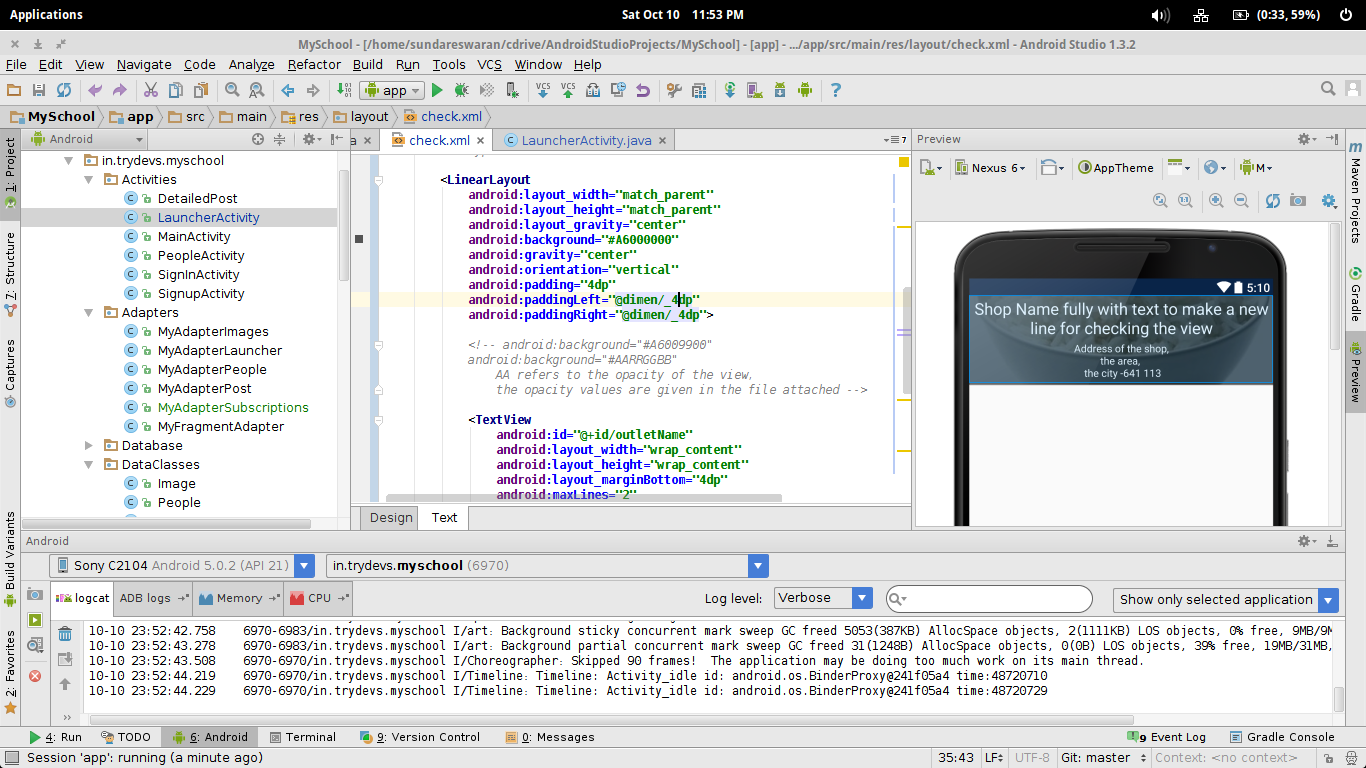 Applications
Sat Oct 10 11:53 PM
(0:33, 59%)
MySchool - [/home/sundareswaran/cdrive/AndroidStudioProjects/MySchool] - [app] - .../app/src/main/res/layout/check.xml - Android Studio 1.3.2
File Edit View Navigate Code Analyze Refactor Build Run Tools VCS Window Help
app
MySchool app src main res layout check.xml
Android
a check.xml LauncherActivity.java
7
Preview
1: Project
7: Structure
Captures
Build Variants
2: Favorites
in.trydevs.myschool
Activities
DetailedPost
LauncherActivity
MainActivity
PeopleActivity
SignInActivity
SignupActivity
Adapters
MyAdapterImages
MyAdapterLauncher
MyAdapterPeople
MyAdapterPost
MyAdapterSubscriptions
MyFragmentAdapter
Database
DataClasses
Image
People
<LinearLayout
android:layout_width="match_parent"
android:layout_height="match_parent"
android:layout_gravity="center"
android:background="#A6000000"
android:gravity="center"
android:orientation="vertical"
android:padding="4dp"
android:paddingLeft="@dimen/_4dp"
android:paddingRight="@dimen/_4dp">
<!-- android:background="#A6009900"
android:background="#AARRGGBB"
AA refers to the opacity of the view,
the opacity values are given in the file attached -->
<TextView
android:id="@+id/outletName"
android:layout_width="wrap_content"
android:layout_height="wrap_content"
android:layout_marginBottom="4dp"
android:maxLines="2"
Design Text
Nexus 6 AppTheme M
5:10
Shop Name fully with text to make a new
line for checking the view
Address of the shop,
the area,
the city -641 113
Maven Projects
Gradle
Preview
Android
Sony C2104 Android 5.0.2 (API 21)
in.trydevs.myschool (6970)
logcat ADB logs Memory CPU
Log level: Verbose
Show only selected application
10-10 23:52:42.758 6970-6983/in.trydevs.myschool I/art: Background sticky concurrent mark sweep GC freed 5053(387KB) AllocSpace objects, 2(1111KB) LOS objects, 0% free, 9MB/9M
10-10 23:52:43.278 6970-6983/in.trydevs.myschool I/art: Background partial concurrent mark sweep GC freed 31(1248B) AllocSpace objects, 0(0B) LOS objects, 39% free, 19MB/31MB,
10-10 23:52:43.508 6970-6970/in.trydevs.myschool I/Choreographer: Skipped 90 frames! The application may be doing too much work on its main thread.
10-10 23:52:44.219 6970-6970/in.trydevs.myschool I/Timeline: Timeline: Activity_idle id: android.os.BinderProxy@241f05a4 time:48720710
10-10 23:52:44.229 6970-6970/in.trydevs.myschool I/Timeline: Timeline: Activity_idle id: android.os.BinderProxy@241f05a4 time:48720729
4: Run TODO 6: Android Terminal 9: Version Control 0: Messages
9 Event Log Gradle Console
Session 'app': running (a minute ago)
35:43 LF UTF-8 Git: master Context: <no context>